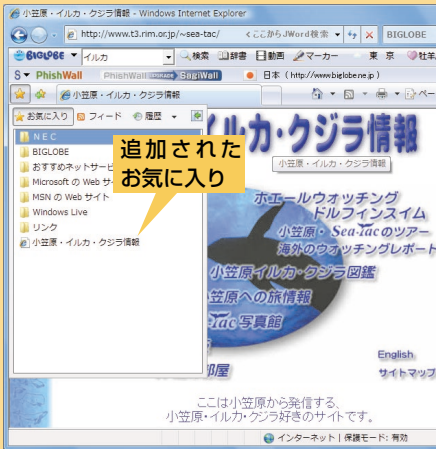 小笠原・イルカ・クジラ情報 - Windows Internet Explorer
http://www.t3.rim.or.jp/~sea-tac/
<ここからJWord検索
BIGLOBE
BIGLOBE
イルカ
検索
辞書
動画
マーカー
東 京
牡羊
PhishWall
PhishWall UPGRADE SagiWall
日本 ( http://www.biglobe.ne.jp )
小笠原・イルカ・クジラ情報
ペー
お気に入り
フィード
履歴
NEC
BIGLOBE
おすすめネットサービ
Microsoft の Web サ
MSN の Web サイト
Windows Live
リンク
小笠原・イルカ・クジラ情報
追加された
お気に入り
イルカ・クジラ情報
小笠原・イルカ・クジラ情報
ホエールウォッチング
ドルフィンスイム
小笠原・Sea-Tacのツアー
海外のウオッチングレポート
小笠原イルカ・クジラ図鑑
笠原への旅情報
Tac 写真館
部屋
English
サイトマップ
ここは小笠原から発信する、
小笠原・イルカ・クジラ好きのサイトです。
インターネット | 保護モード: 有効